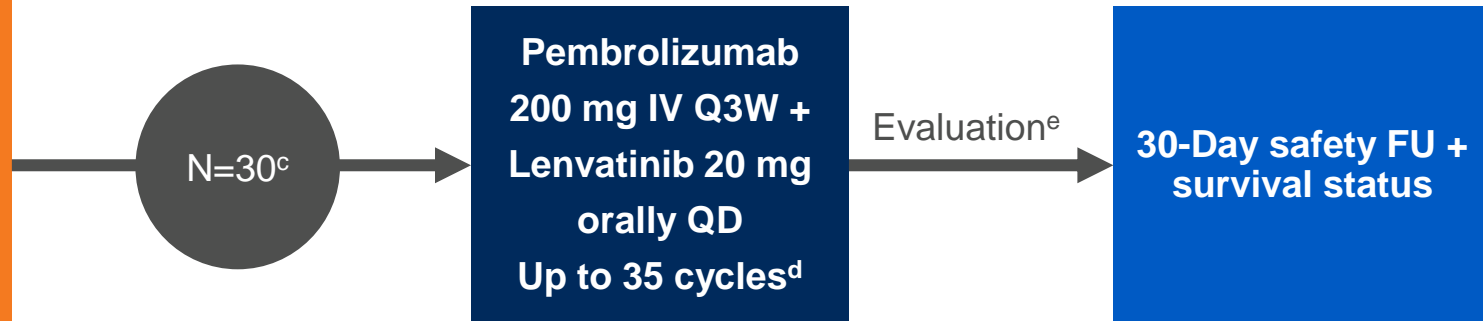 N=30ᶜ
Pembrolizumab
200 mg IV Q3W +
Lenvatinib 20 mg
orally QD
Up to 35 cyclesᵈ
Evaluationᵉ
30-Day safety FU +
survival status